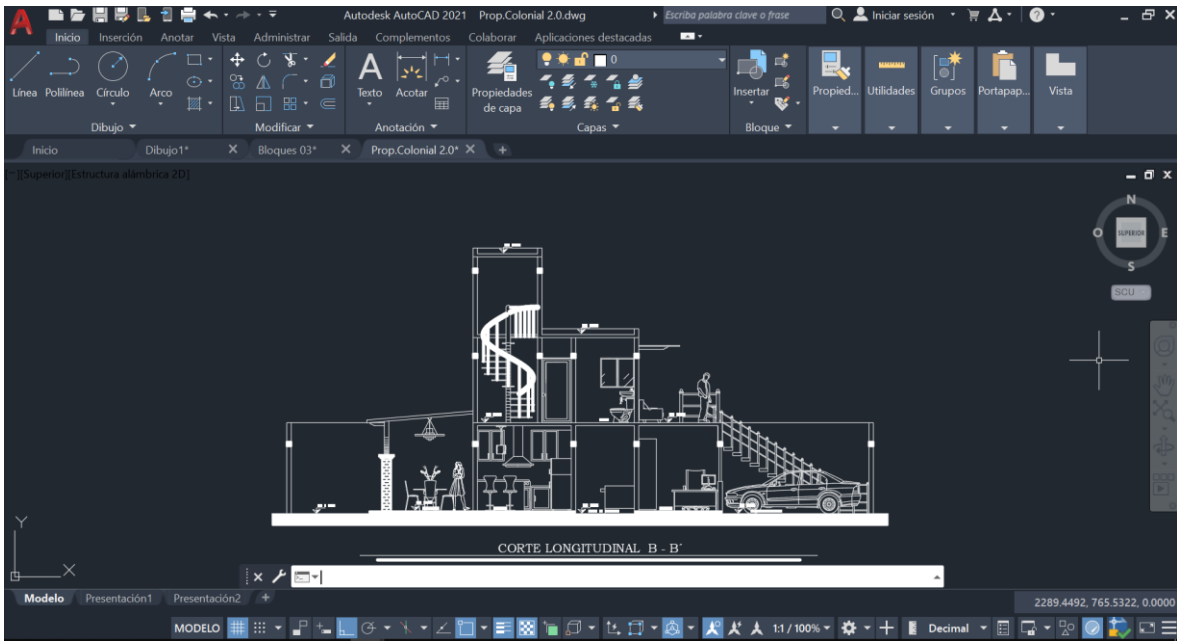 Autodesk AutoCAD 2021 Prop.Colonial 2.0.dwg Escriba palabra clave o frase Iniciar sesión
Inicio Inserción Anotar Vista Administrar Salida Complementos Colaborar Aplicaciones destacadas
0
Línea Polilínea Círculo Arco Texto Acotar Propiedades de capa Insertar Propied... Utilidades Grupos Portapap... Vista
Dibujo Modificar Anotación Capas Bloque
Inicio Dibujo1* Bloques 03* Prop.Colonial 2.0*
[-][Superior][Estructura alámbrica 2D]
N
O SUPERIOR E
S
SCU
CORTE LONGITUDINAL B - B´
Y
X
Modelo Presentación1 Presentación2 +
2289.4492, 765.5322, 0.0000
MODELO 1:1 / 100% Decimal